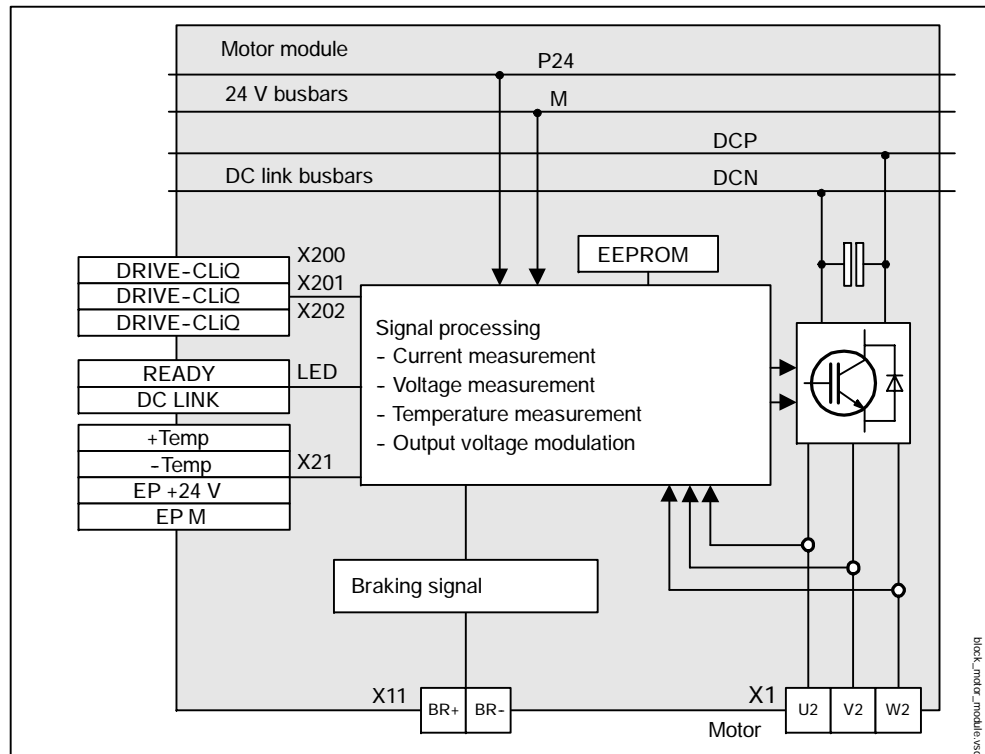 Motor module
P24
24 V busbars
M
DCP
DC link busbars
DCN
X200
DRIVE-CLiQ
X201
DRIVE-CLiQ
X202
DRIVE-CLiQ
EEPROM
Signal processing
- Current measurement
- Voltage measurement
- Temperature measurement
- Output voltage modulation
READY
LED
DC LINK
+Temp
-Temp
X21
EP +24 V
EP M
Braking signal
X11
BR+ BR-
X1
U2 V2 W2
Motor
block_motor_module.vsd